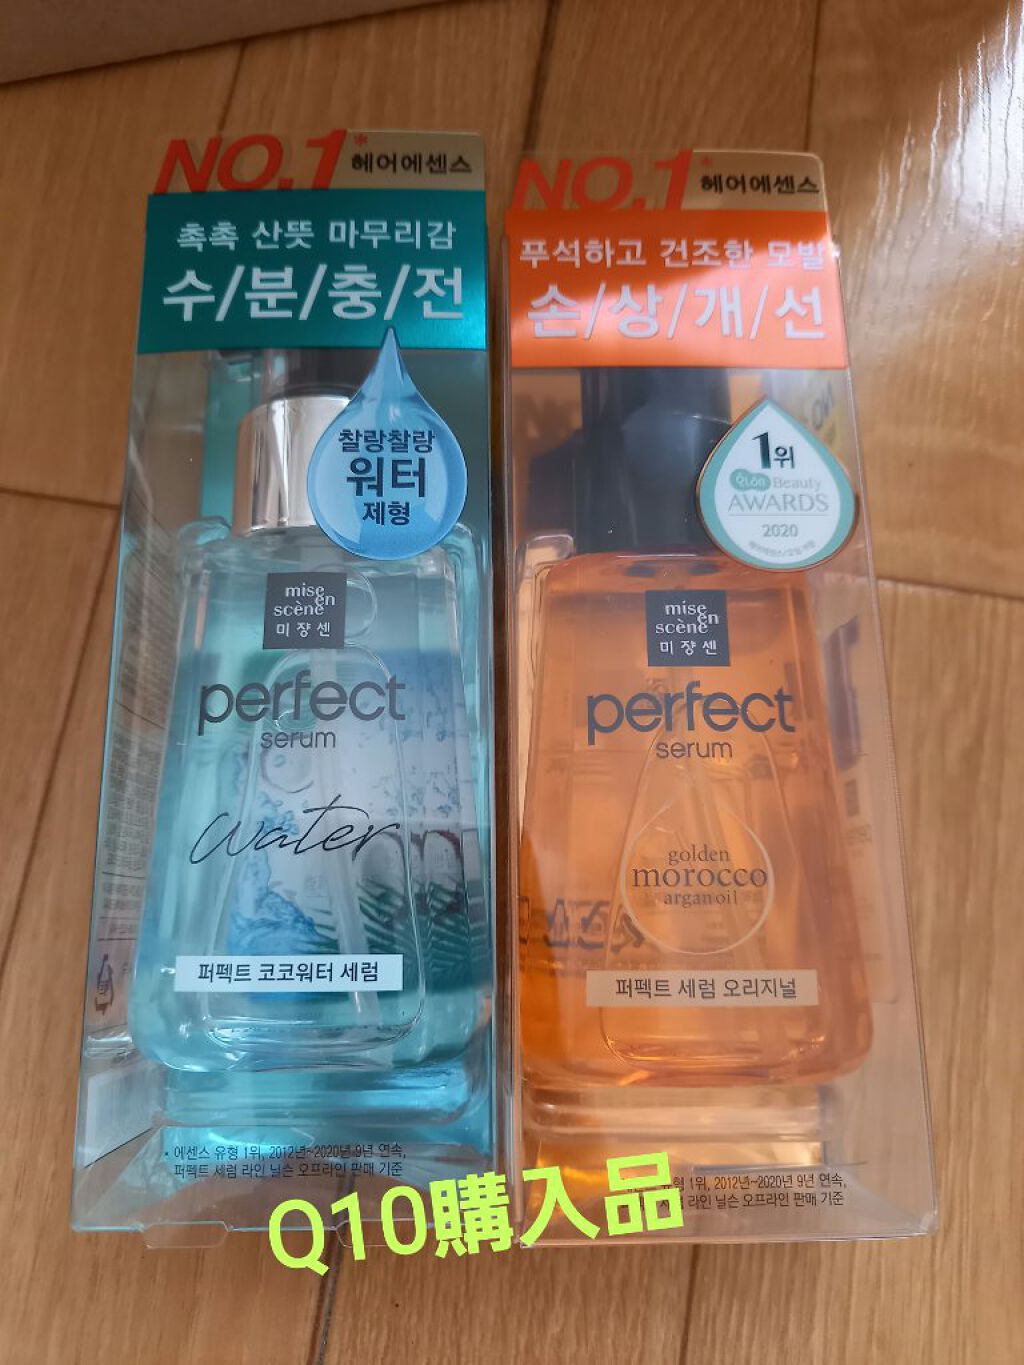 NO.1*
헤어에센스
촉촉 산뜻 마무리감
수/분/충/전
찰랑찰랑
워터
제형
mise
en
scène
미쟝센
perfect
serum
water
퍼펙트 코코워터 세럼
* 에센스 유형 1위, 2012년~2020년 9년 연속,
퍼펙트 세럼 라인 닐슨 오프라인 판매 기준
NO.1*
헤어에센스
푸석하고 건조한 모발
손/상/개/선
1위
Qoo10 Beauty
AWARDS
2020
mise
en
scène
미쟝센
perfect
serum
golden
morocco
argan oil
퍼펙트 세럼 오리지널
1위, 2012년~2020년 9년 연속,
라인 닐슨 오프라인 판매 기준
Q10購入品